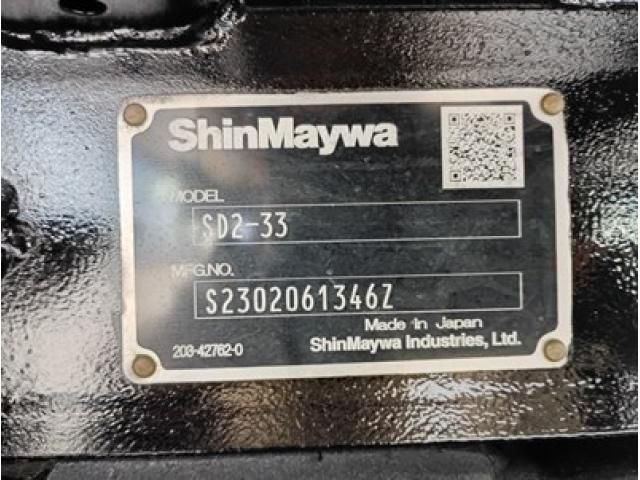 ShinMaywa
MODEL
SD2-33
MFG.NO.
S2302061346Z
Made in Japan
203-42762-0
ShinMaywa Industries, Ltd.